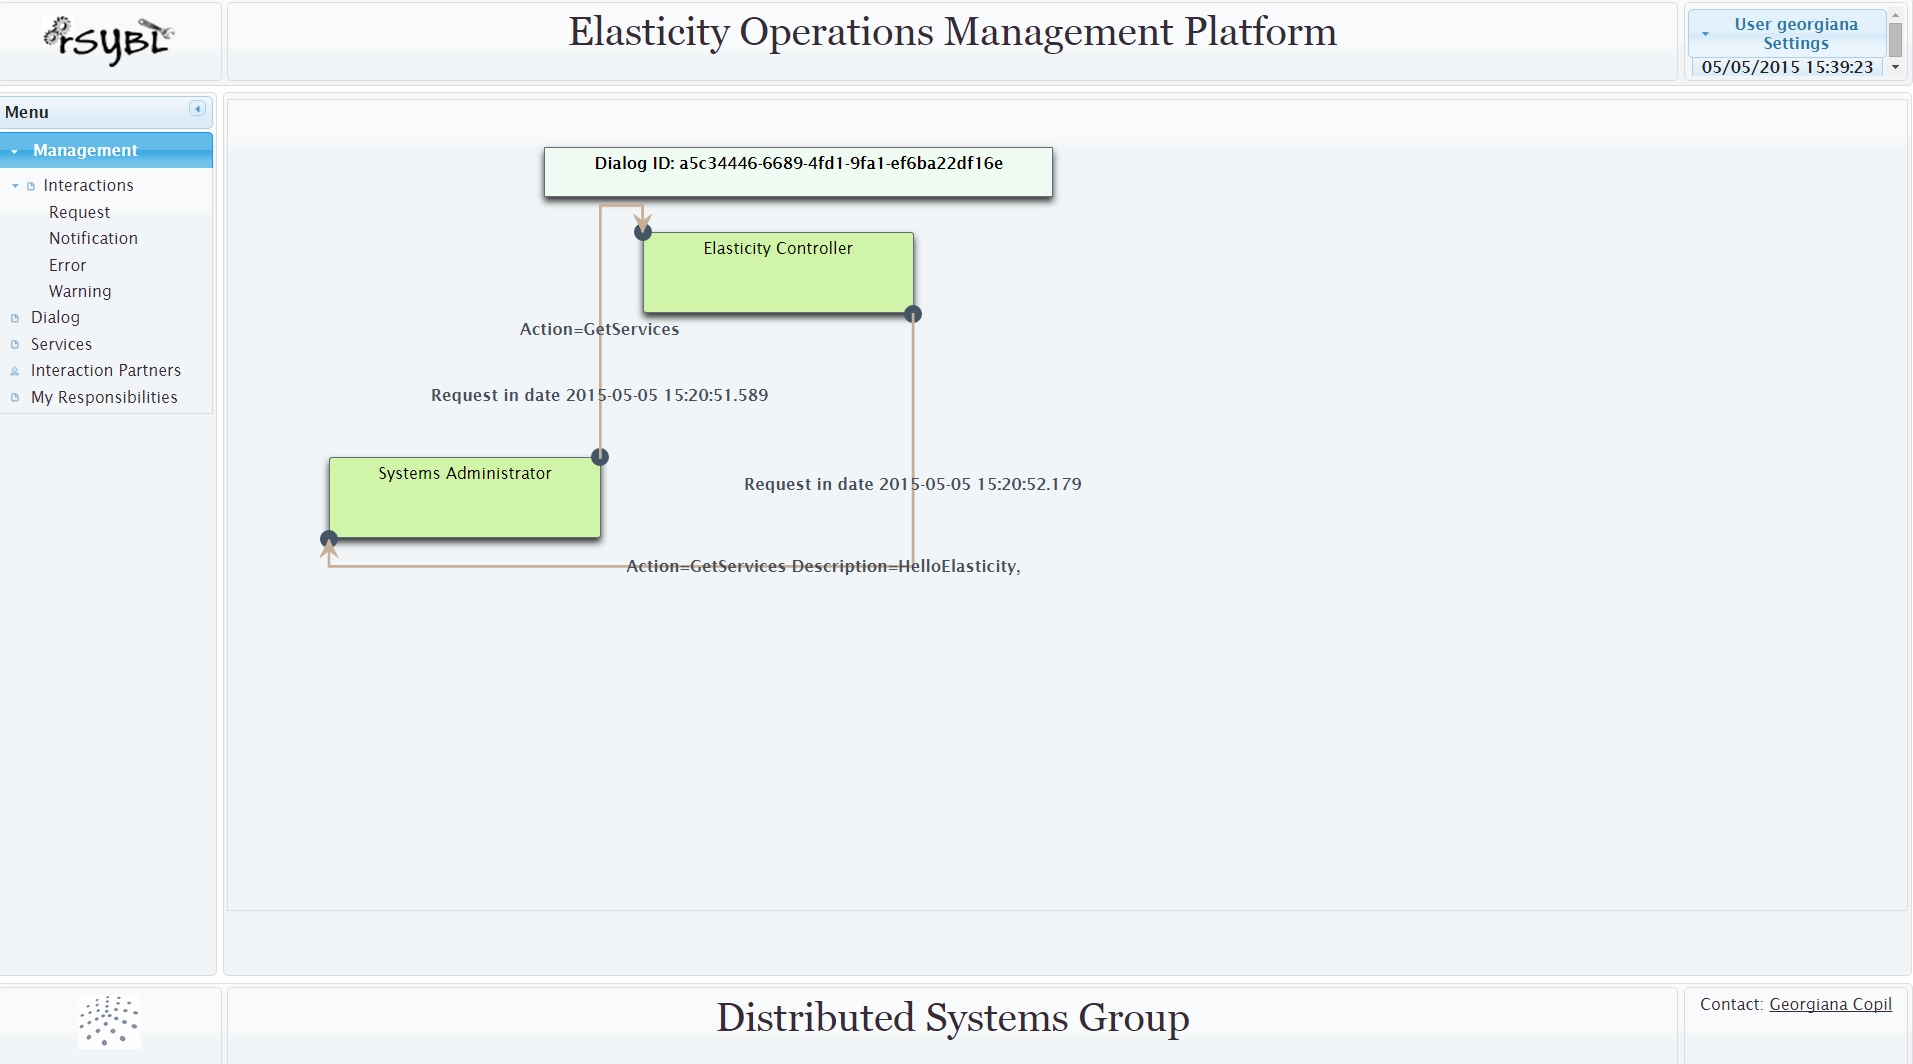 rSYBL
Elasticity Operations Management Platform
User georgiana
Settings
05/05/2015 15:39:23
Menu
Management
Interactions
Request
Notification
Error
Warning
Dialog
Services
Interaction Partners
My Responsibilities
Dialog ID: a5c34446-6689-4fd1-9fa1-ef6ba22df16e
Elasticity Controller
Action=GetServices
Request in date 2015-05-05 15:20:51.589
Systems Administrator
Request in date 2015-05-05 15:20:52.179
Action=GetServices Description=HelloElasticity,
Distributed Systems Group
Contact: Georgiana Copil